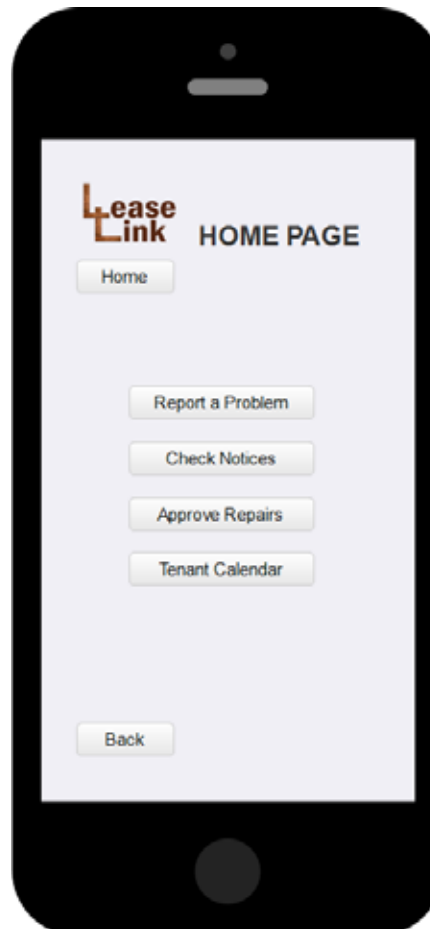 Lease
Link
HOME PAGE
Home
Report a Problem
Check Notices
Approve Repairs
Tenant Calendar
Back